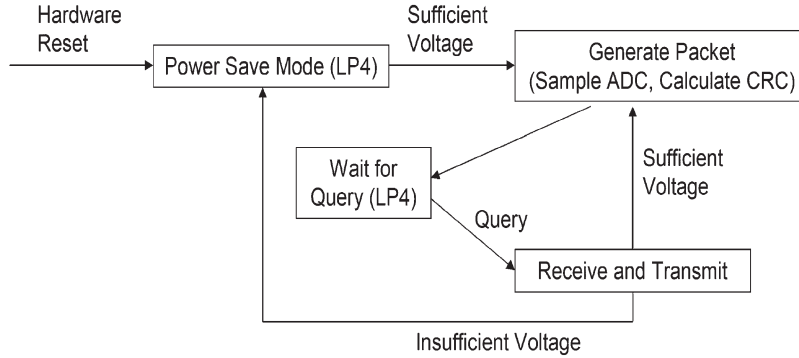 Hardware
Reset
Power Save Mode (LP4)
Sufficient
Voltage
Generate Packet
(Sample ADC, Calculate CRC)
Wait for
Query (LP4)
Query
Sufficient
Voltage
Receive and Transmit
Insufficient Voltage